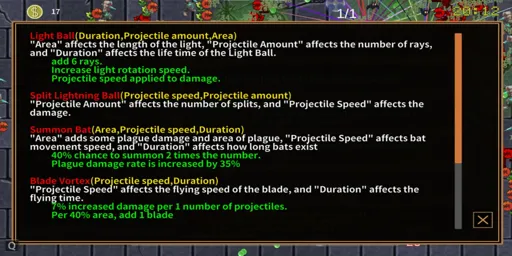 17
1/1
20:12
Light Ball(Duration,Projectile amount,Area)
"Area" affects the length of the light, "Projectile Amount" affects the number of rays,
and "Duration" affects the life time of the Light Ball.
add 6 rays.
Increase light rotation speed.
Projectile speed applied to damage.
Split Lightning Ball(Projectile speed,Projectile amount)
"Projectile Amount" affects the number of splits, and "Projectile Speed" affects the
damage.
Summon Bat(Area,Projectile speed,Duration)
"Area" adds some plague damage and area of plague, "Projectile Speed" affects bat
movement speed, and "Duration" affects how long bats exist
40% chance to summon 2 times the number.
Plague damage rate is increased by 35%
Blade Vortex(Projectile speed,Duration)
"Projectile Speed" affects the flying speed of the blade, and "Duration" affects the
flying time.
7% increased damage per 1 number of projectiles.
Per 40% area, add 1 blade
Q